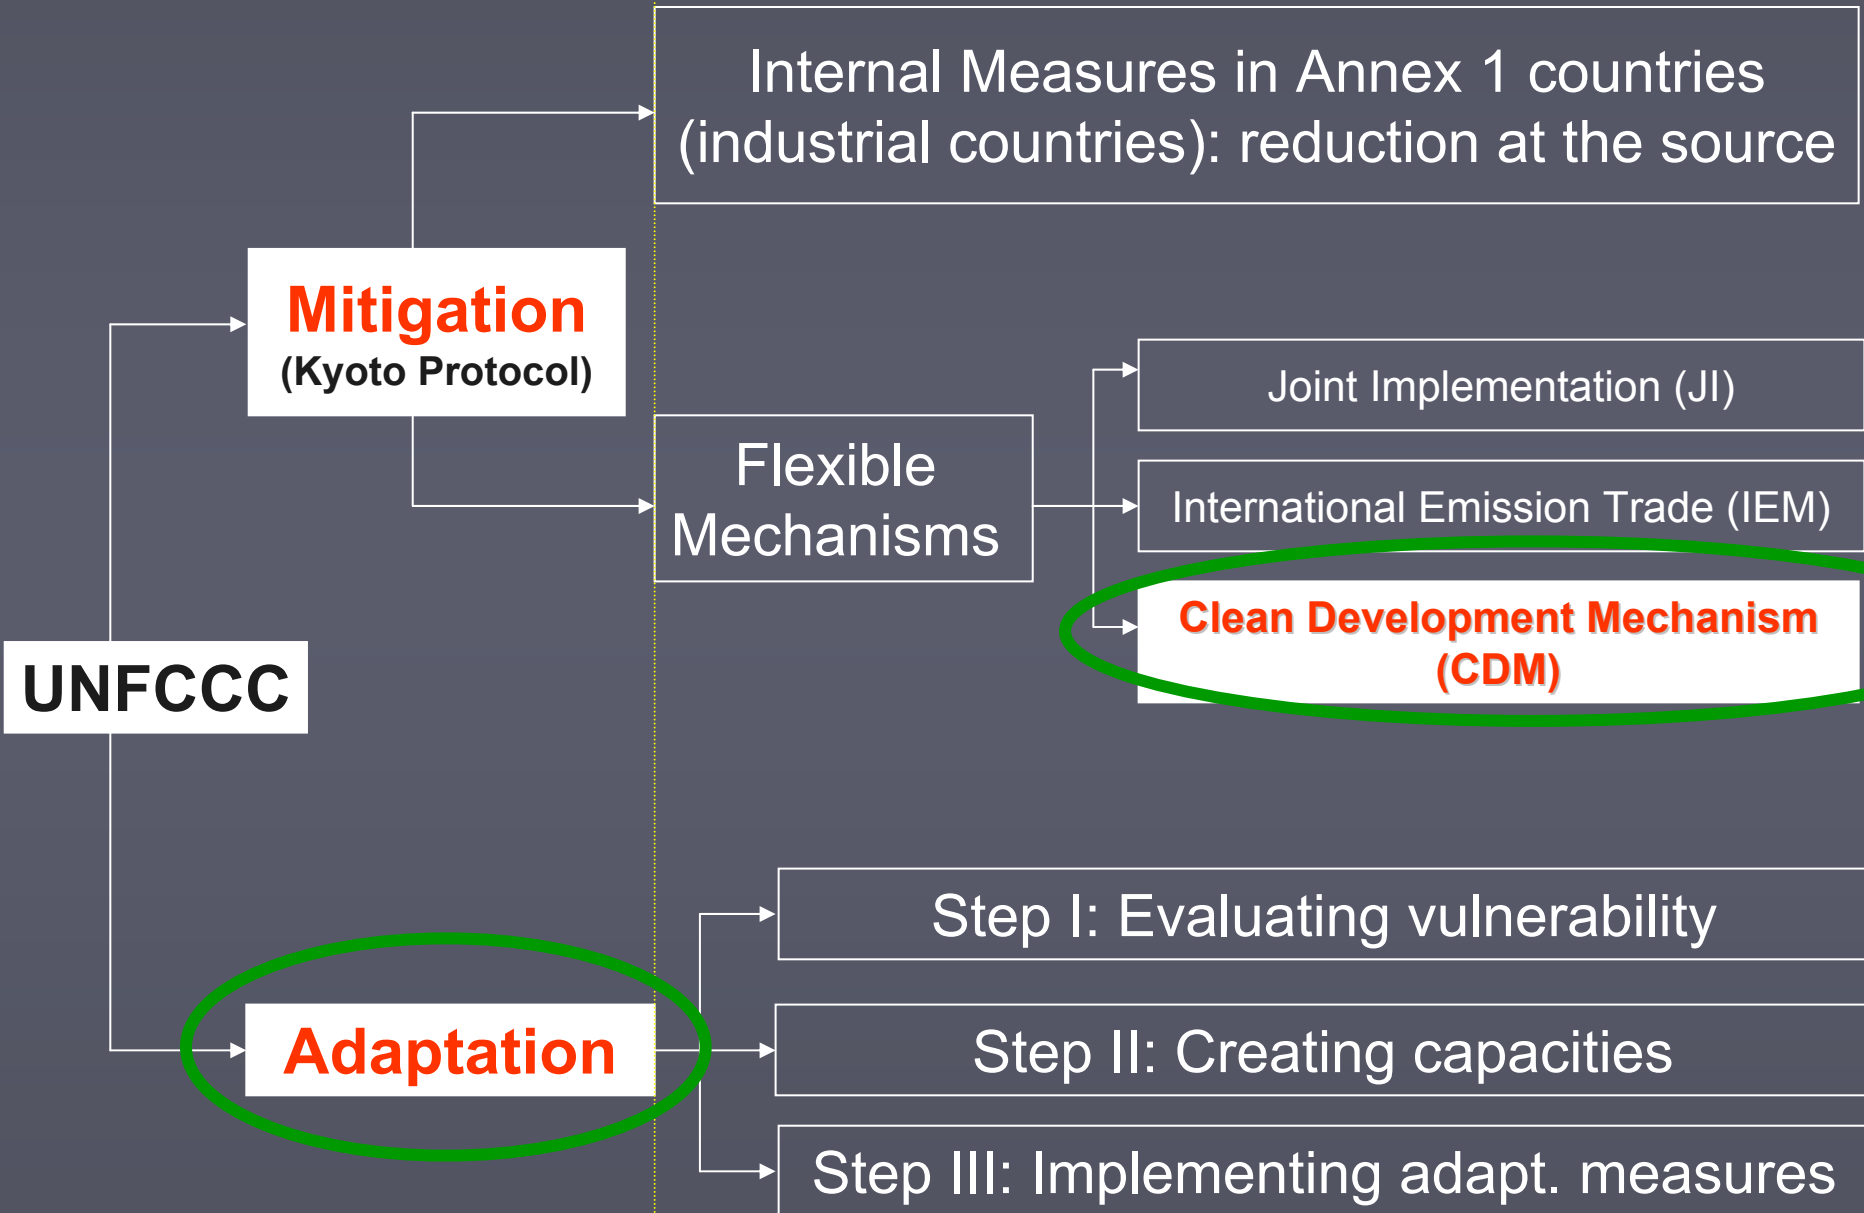 Internal Measures in Annex 1 countries
(industrial countries): reduction at the source
Mitigation
(Kyoto Protocol)
Joint Implementation (JI)
Flexible
Mechanisms
International Emission Trade (IEM)
Clean Development Mechanism
(CDM)
UNFCCC
Step I: Evaluating vulnerability
Adaptation
Step II: Creating capacities
Step III: Implementing adapt. measures